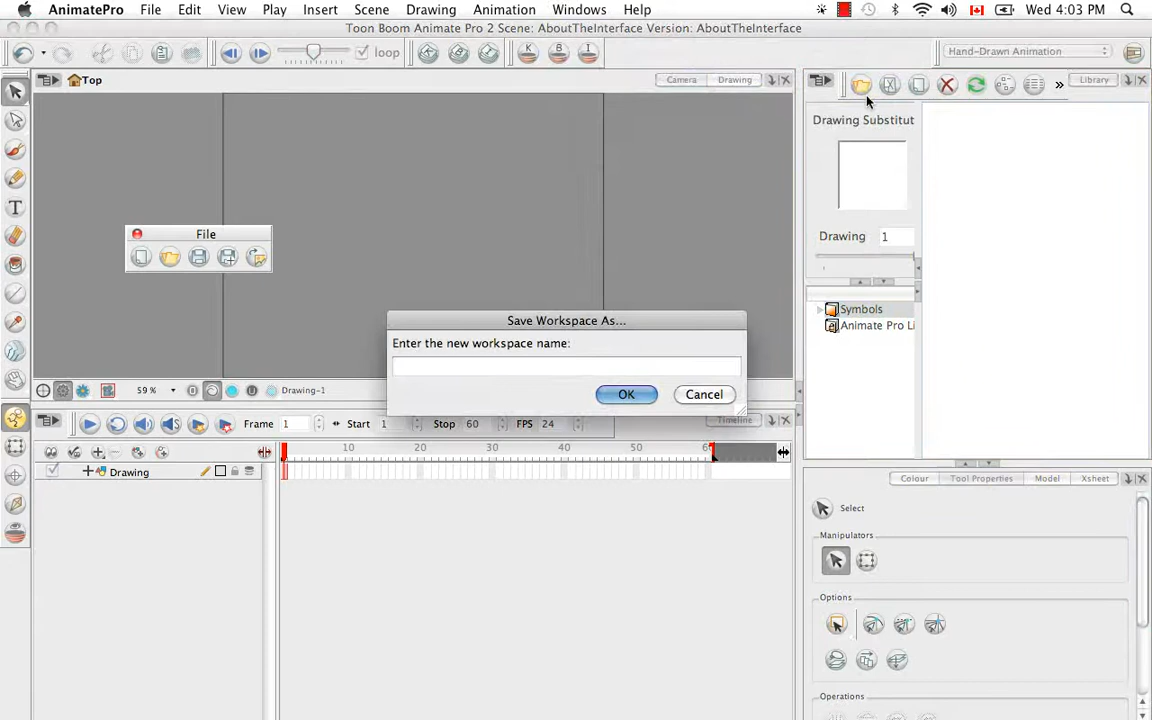 AnimatePro File Edit View Play Insert Scene Drawing Animation Windows Help Wed 4:03 PM
Toon Boom Animate Pro 2 Scene: AboutTheInterface Version: AboutTheInterface
loop K B I Hand-Drawn Animation
Top Camera Drawing Library
Drawing Substitut
File
Drawing 1
Symbols
Animate Pro Li
Save Workspace As...
Enter the new workspace name:
OK Cancel
59 % Drawing-1
Frame 1 Start 1 Stop 60 FPS 24 Timeline
10 20 30 40 50 60
Drawing
Colour Tool Properties Model Xsheet
Select
Manipulators
Options
Operations